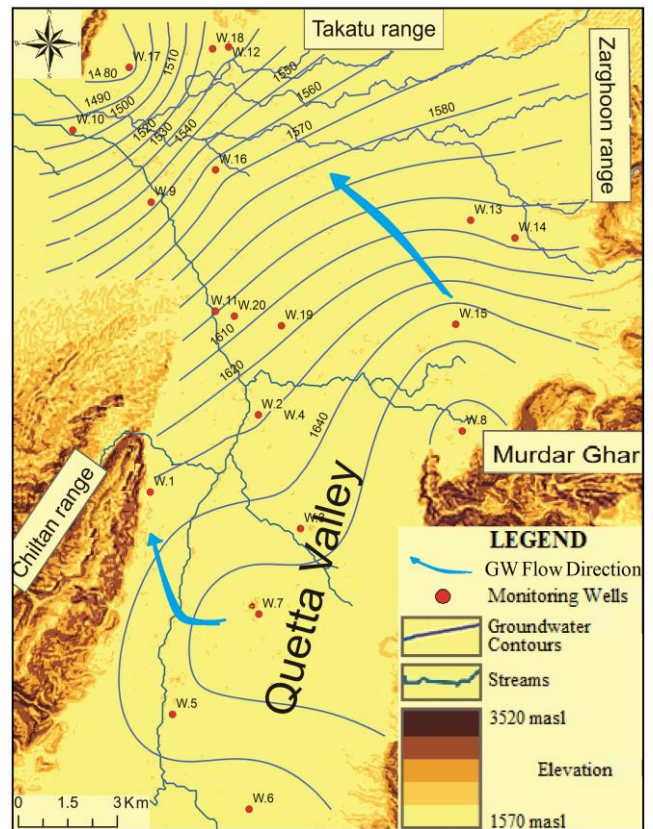 Takatu range
Zarghoon range
N
W
E
S
W.17
W.18
W.12
1480
1510
1490
1500
W.10
1520
1530
1540
1550
1560
1570
1580
W.16
W.9
W.13
W.14
W.11
W.20
W.19
W.15
1610
1620
W.2
W.4
1640
W.8
Murdar Ghar
Chiltan range
W.1
Quetta Valley
W.3
W.7
W.5
W.6
0 1.5 3 Km
LEGEND
GW Flow Direction
Monitoring Wells
Groundwater
Contours
Streams
3520 masl
Elevation
1570 masl